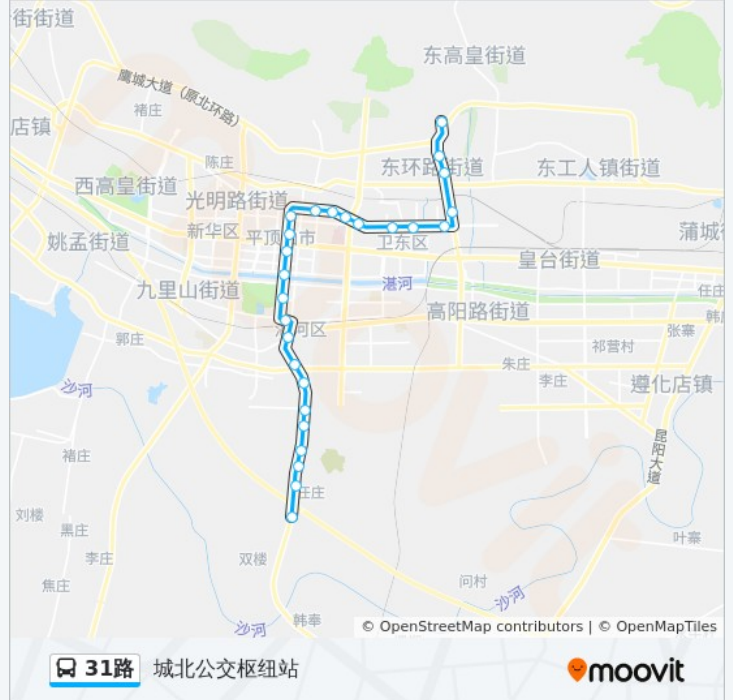 街街道
东高皇街道
鹰城大道（原北环路）
褚庄
店镇
陈庄
东环路街道
东工人镇街道
西高皇街道
光明路街道
新华区
平顶山市
姚孟街道
卫东区
蒲城
皇台街道
九里山街道
湛河
任庄
高阳路街道
韩
张寨
湛河区
郭庄
祁营村
朱庄
李庄
遵化店镇
沙河
昆阳大道
褚庄
任庄
刘楼
黑庄
叶寨
李庄
双楼
焦庄
问村
沙河
韩奉
沙河
© OpenStreetMap contributors | © OpenMapTiles
31路 城北公交枢纽站
moovit